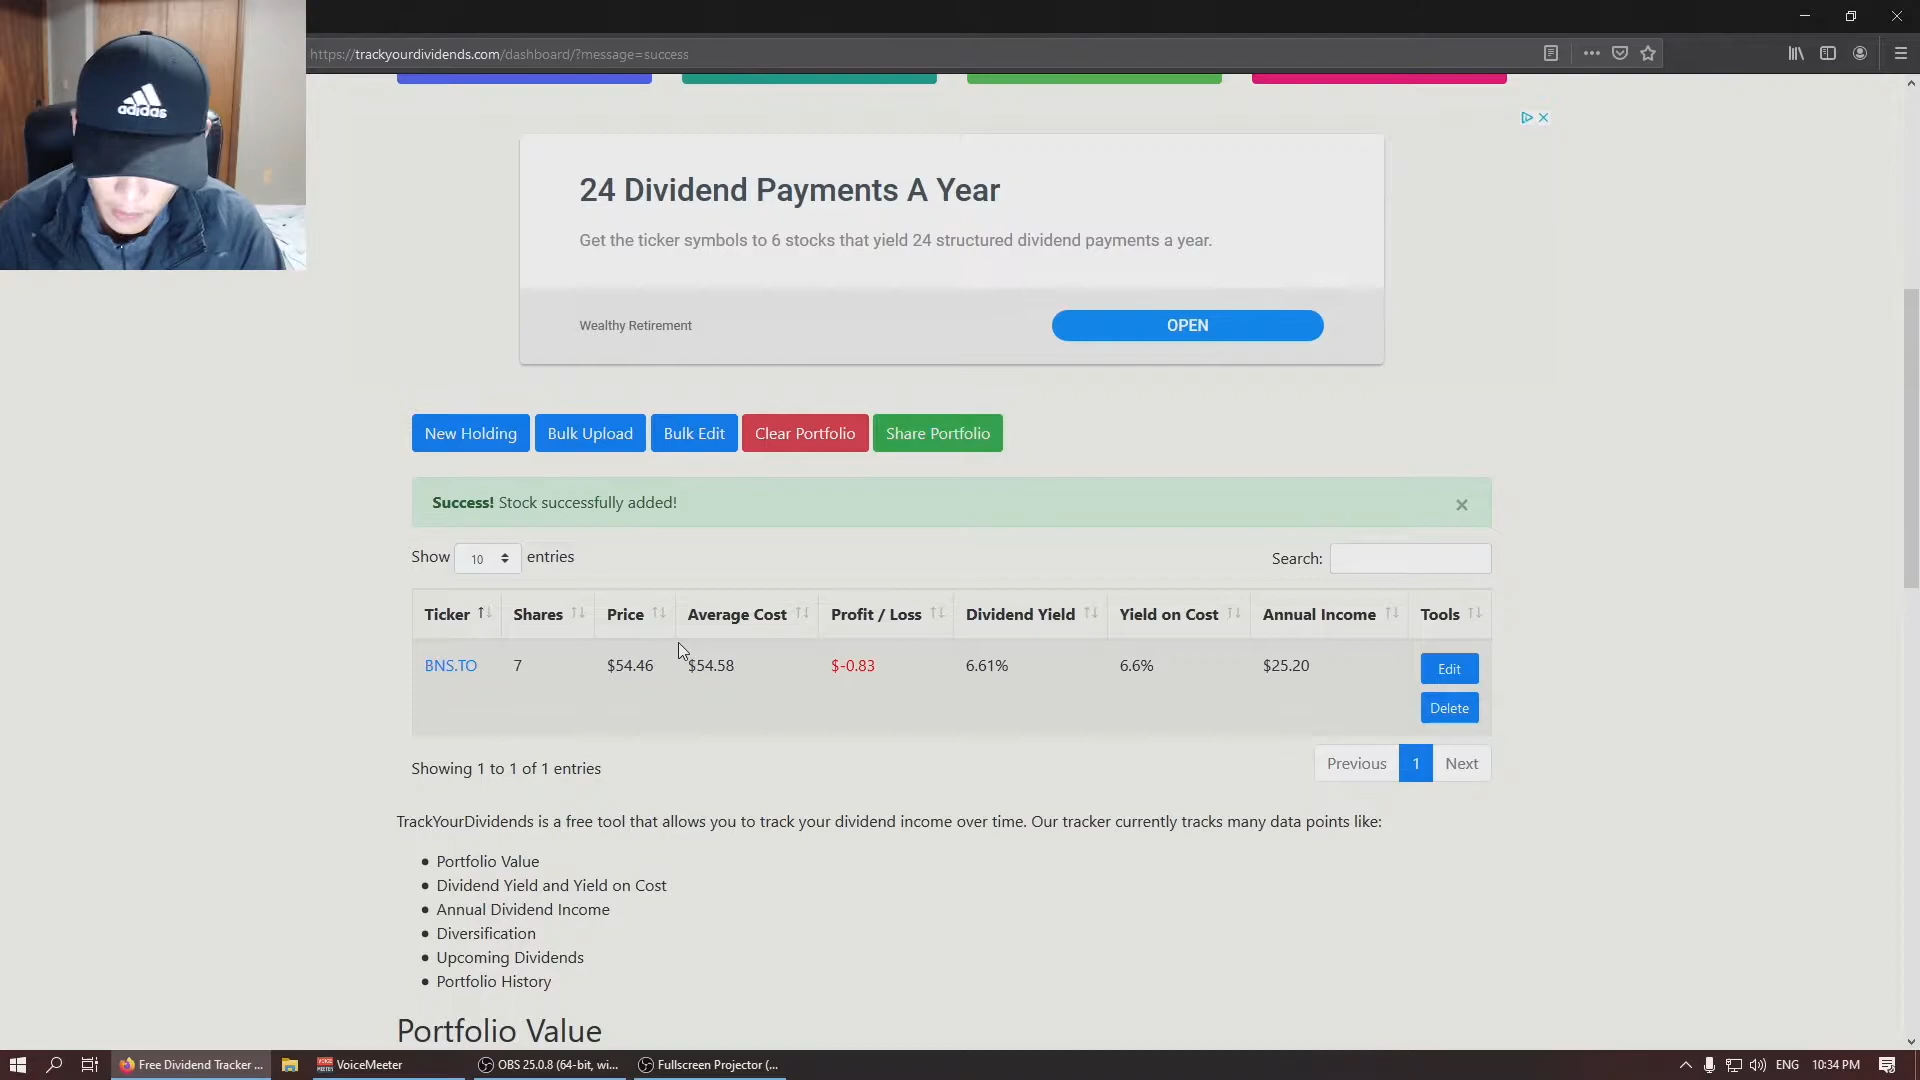 adidas
https://trackyourdividends.com/dashboard/?message=success
24 Dividend Payments A Year
Get the ticker symbols to 6 stocks that yield 24 structured dividend payments a year.
Wealthy Retirement
OPEN
New Holding Bulk Upload Bulk Edit Clear Portfolio Share Portfolio
Success! Stock successfully added! ×
Show 10 entries Search:
Ticker Shares Price Average Cost Profit / Loss Dividend Yield Yield on Cost Annual Income Tools
BNS.TO 7 $54.46 $54.58 $-0.83 6.61% 6.6% $25.20 Edit
Delete
Showing 1 to 1 of 1 entries Previous 1 Next
TrackYourDividends is a free tool that allows you to track your dividend income over time. Our tracker currently tracks many data points like:
• Portfolio Value
• Dividend Yield and Yield on Cost
• Annual Dividend Income
• Diversification
• Upcoming Dividends
• Portfolio History
Portfolio Value
Free Dividend Tracker ... VoiceMeeter OBS 25.0.8 (64-bit, wi... Fullscreen Projector (... ENG 10:34 PM